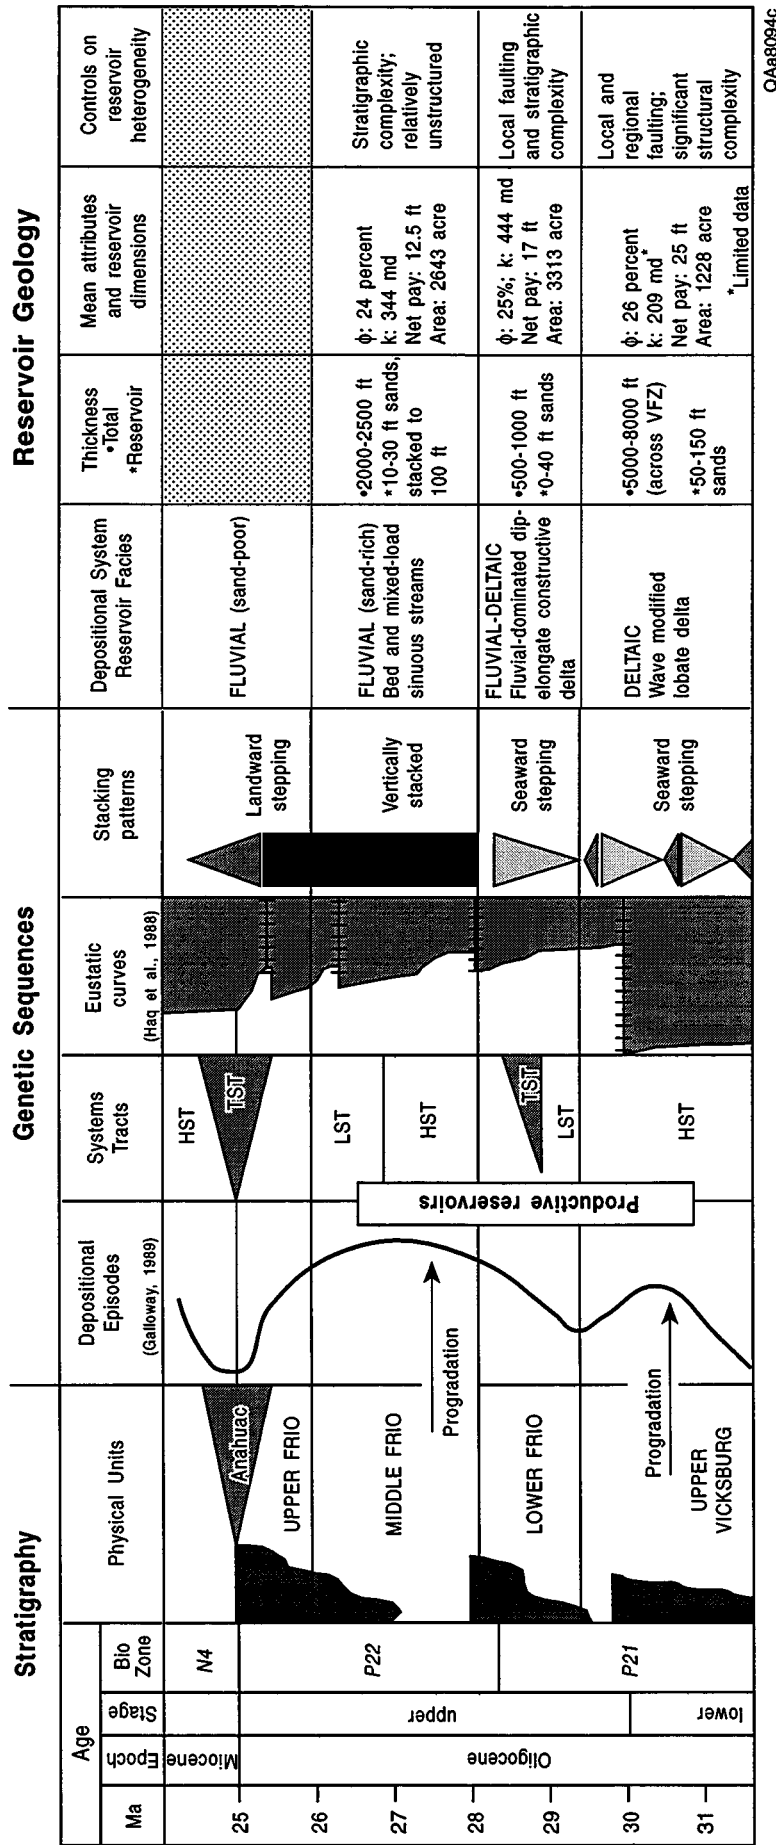 Stratigraphy
Genetic Sequences
Reservoir Geology
Age
Ma
Epoch
Stage
Bio
Zone
Physical Units
Depositional
Episodes
(Galloway, 1989)
Systems
Tracts
Eustatic
curves
(Haq et al., 1988)
Stacking
patterns
Depositional System
Reservoir Facies
Thickness
•Total
*Reservoir
Mean attributes
and reservoir
dimensions
Controls on
reservoir
heterogeneity
25
26
27
28
29
30
31
Miocene
Oligocene
upper
lower
N4
P22
P21
Anahuac
UPPER FRIO
MIDDLE FRIO
LOWER FRIO
UPPER
VICKSBURG
Progradation
Progradation
Productive reservoirs
HST
TST
LST
HST
TST
LST
HST
Landward
stepping
Vertically
stacked
Seaward
stepping
Seaward
stepping
FLUVIAL (sand-poor)
FLUVIAL (sand-rich)
Bed and mixed-load
sinuous streams
•2000-2500 ft
*10-30 ft sands,
stacked to
100 ft
ϕ: 24 percent
k: 344 md
Net pay: 12.5 ft
Area: 2643 acre
Stratigraphic
complexity;
relatively
unstructured
FLUVIAL-DELTAIC
Fluvial-dominated dip-
elongate constructive
delta
•500-1000 ft
*0-40 ft sands
ϕ: 25%; k: 444 md
Net pay: 17 ft
Area: 3313 acre
Local faulting
and stratigraphic
complexity
DELTAIC
Wave modified
lobate delta
•5000-8000 ft
(across VFZ)
*50-150 ft
sands
ϕ: 26 percent
k: 209 md*
Net pay: 25 ft
Area: 1228 acre
*Limited data
Local and
regional
faulting;
significant
structural
complexity
QAa8094c